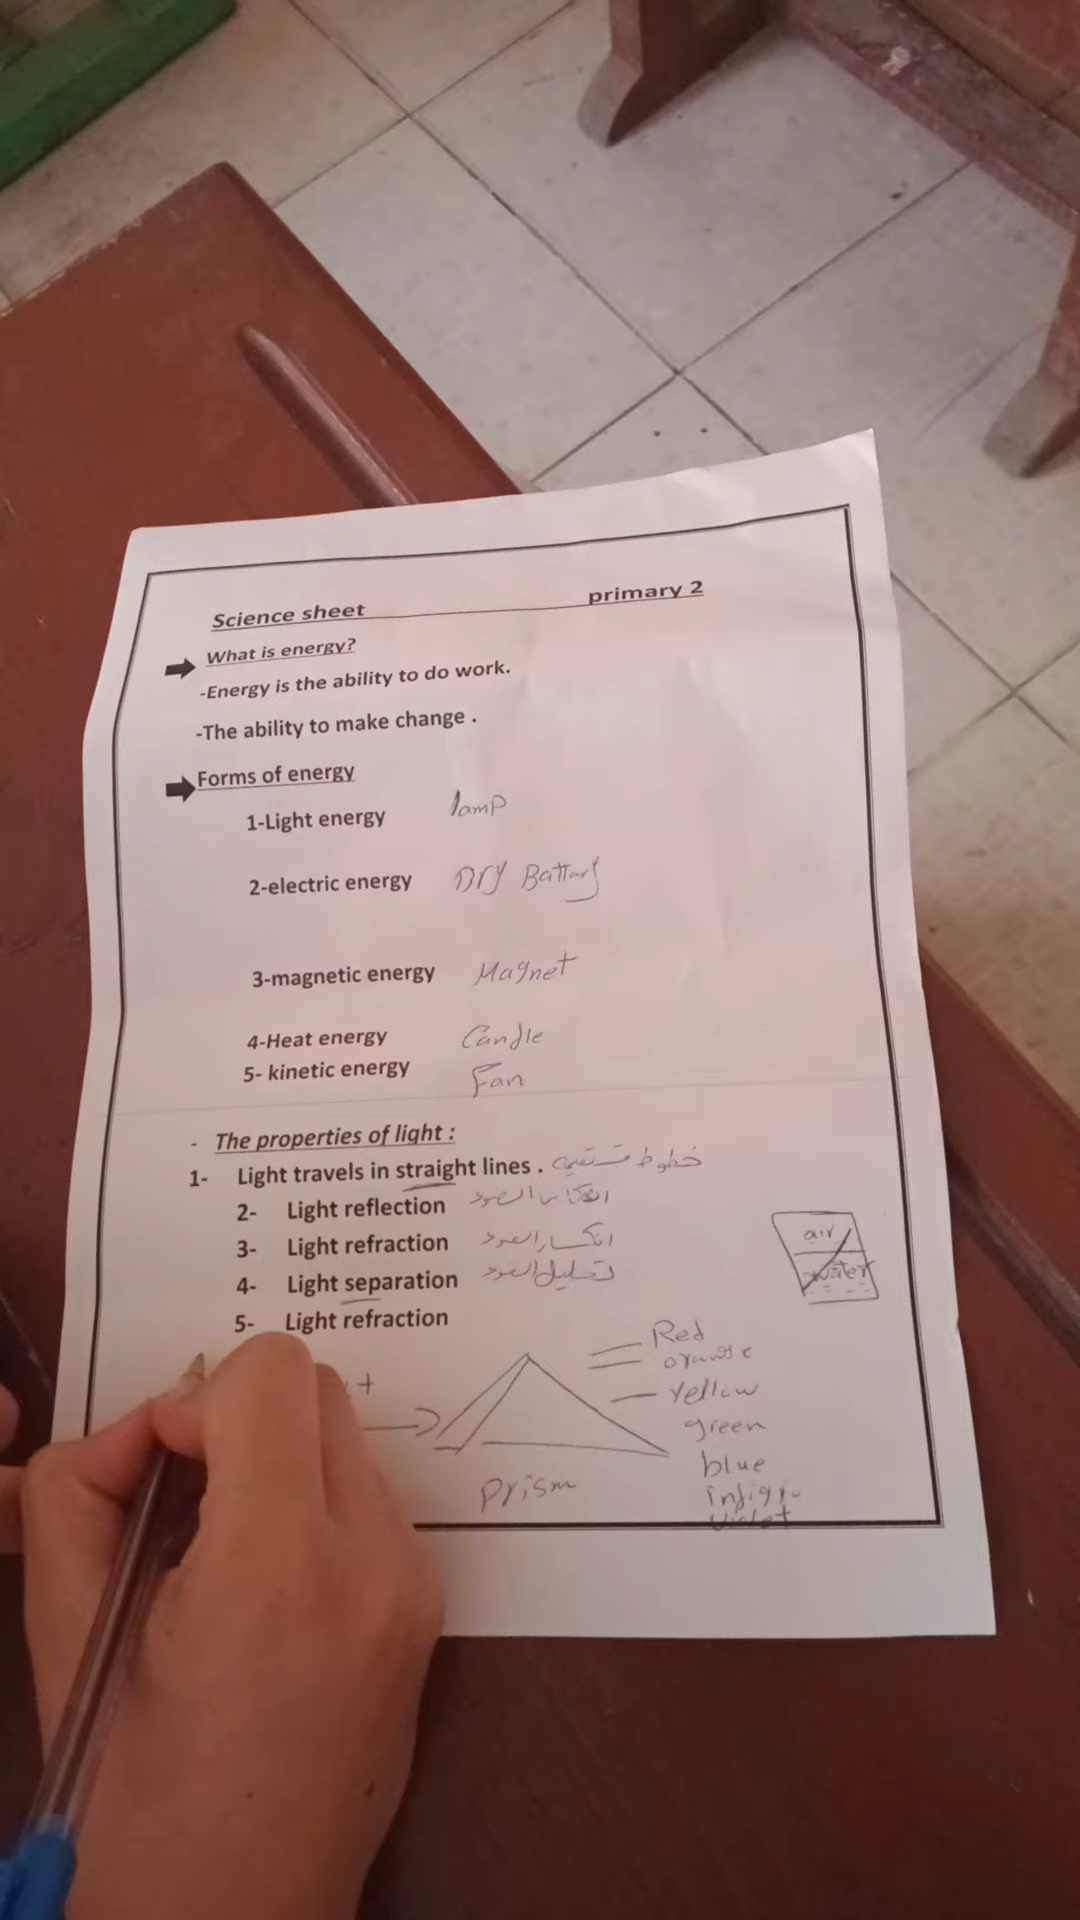 Science sheet primary 2
What is energy?
-Energy is the ability to do work.
-The ability to make change .
Forms of energy
1-Light energy lamp
2-electric energy Dry Battary
3-magnetic energy Magnet
4-Heat energy Candle
5- kinetic energy Fan
- The properties of light :
1- Light travels in straight lines . خطوط مستقيمه
2- Light reflection انعكاس الضوء
3- Light refraction انكسار الضوء
4- Light separation تحليل الضوء
5- Light refraction
air
water
Red
orange
yellow
green
blue
indigo
violet
Prism